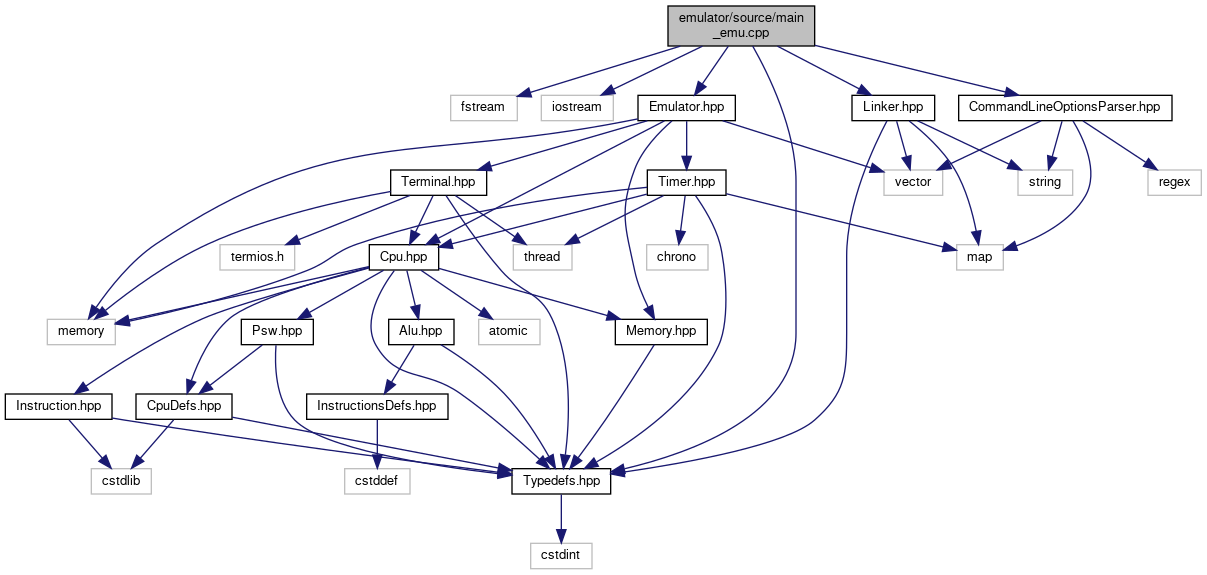 emulator/source/main
_emu.cpp
fstream
iostream
Emulator.hpp
Linker.hpp
CommandLineOptionsParser.hpp
Terminal.hpp
Timer.hpp
vector
string
regex
termios.h
Cpu.hpp
thread
chrono
map
memory
Psw.hpp
Alu.hpp
atomic
Memory.hpp
Instruction.hpp
CpuDefs.hpp
InstructionsDefs.hpp
cstdlib
cstddef
Typedefs.hpp
cstdint